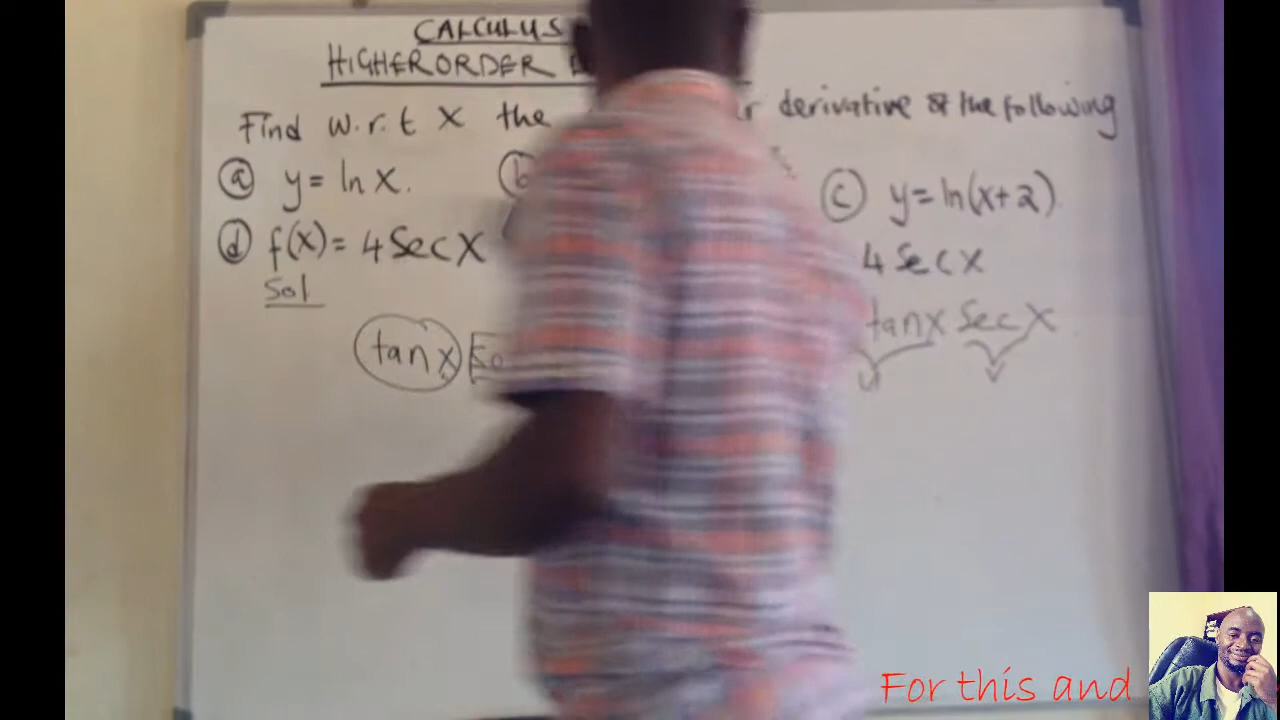 CALCULUS
HIGHER ORDER
Find w.r.t X the derivative of the following
(a) y = ln X. (b
(c) y = ln(x+2).
(d) f(X) = 4 Sec X
4 Sec X
Sol
tanx Sec X
tan x
For this and